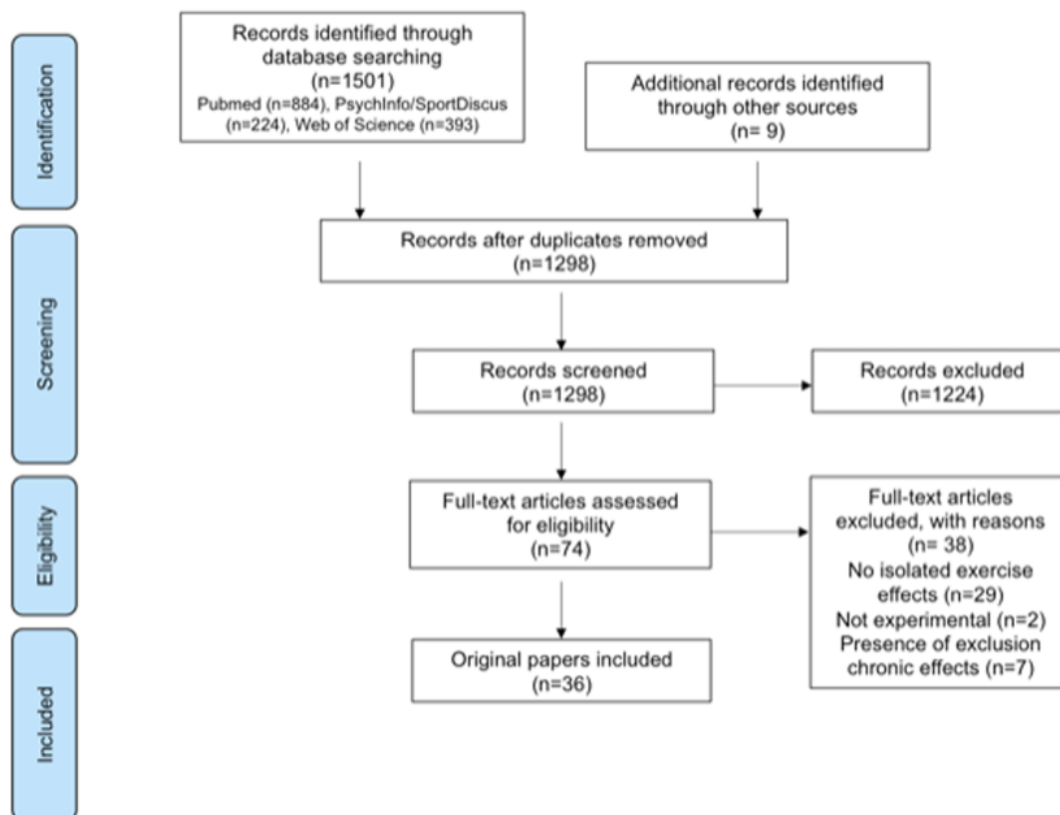 Identification
Records identified through
database searching
(n=1501)
Pubmed (n=884), PsychInfo/SportDiscus
(n=224), Web of Science (n=393)
Additional records identified
through other sources
(n= 9)
Screening
Records after duplicates removed
(n=1298)
Records screened
(n=1298)
Records excluded
(n=1224)
Eligibility
Full-text articles assessed
for eligibility
(n=74)
Full-text articles
excluded, with reasons
(n= 38)
No isolated exercise
effects (n=29)
Not experimental (n=2)
Presence of exclusion
chronic effects (n=7)
Included
Original papers included
(n=36)